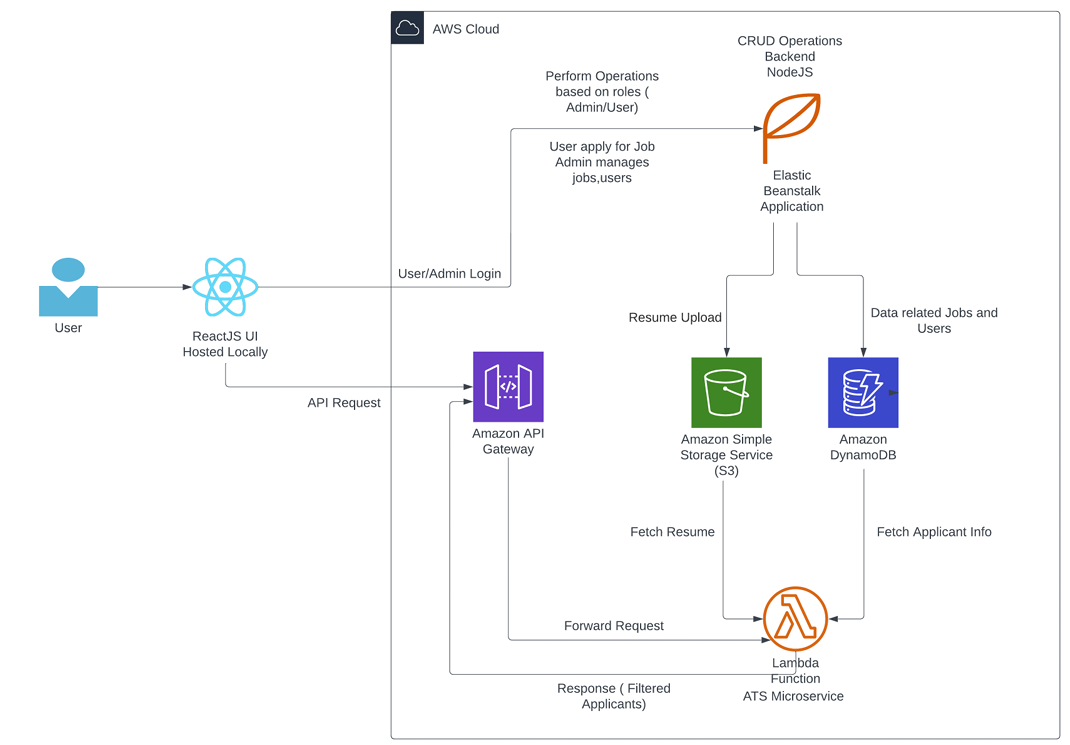 AWS Cloud
CRUD Operations
Backend
NodeJS
Perform Operations
based on roles (
Admin/User)
User apply for Job
Admin manages
jobs,users
Elastic
Beanstalk
Application
User/Admin Login
User
ReactJS UI
Hosted Locally
Resume Upload
Data related Jobs and
Users
API Request
</>
Amazon API
Gateway
Amazon Simple
Storage Service
(S3)
Amazon
DynamoDB
Fetch Resume
Fetch Applicant Info
Forward Request
Lambda
Function
ATS Microservice
Response ( Filtered
Applicants)